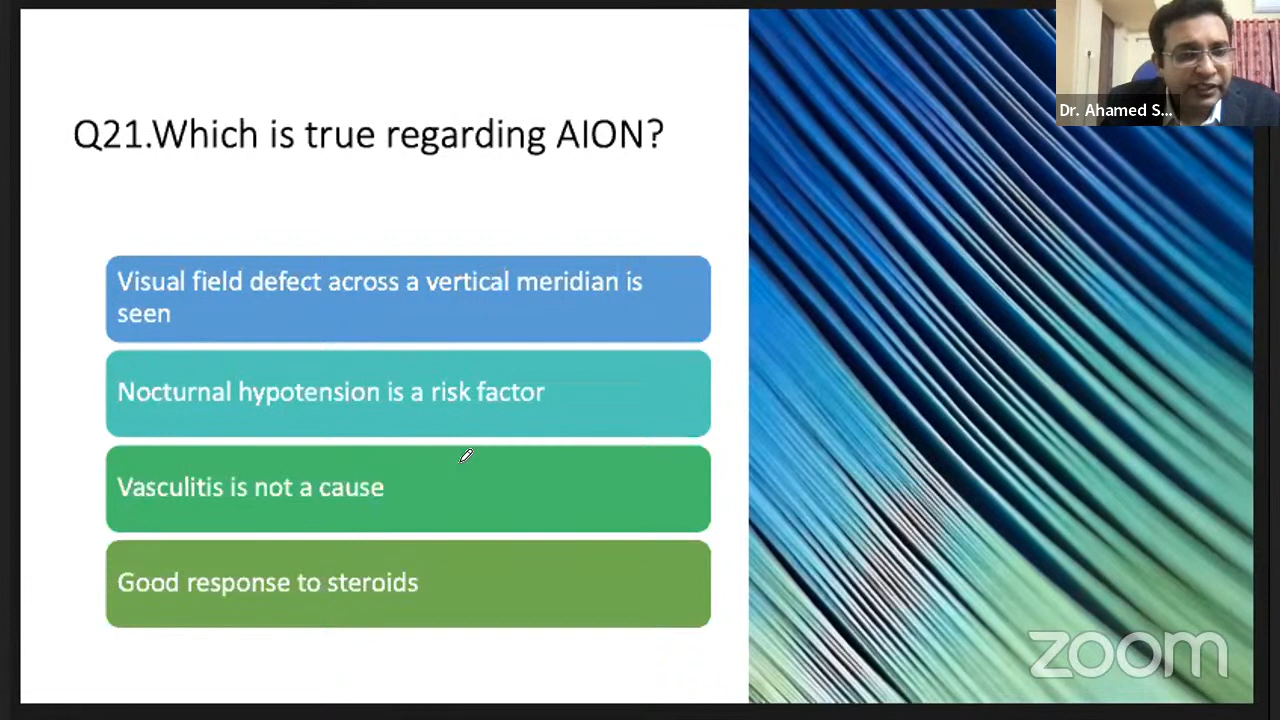 Dr. Ahamed S...
Q21.Which is true regarding AION?
Visual field defect across a vertical meridian is
seen
Nocturnal hypotension is a risk factor
Vasculitis is not a cause
Good response to steroids
zoom